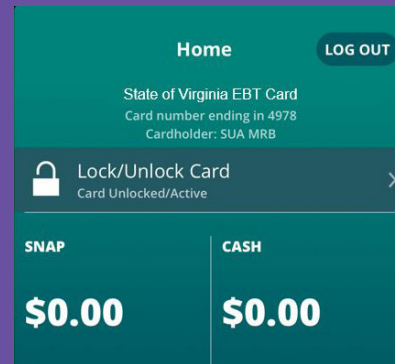 Home
LOG OUT
State of Virginia EBT Card
Card number ending in 4978
Cardholder: SUA MRB
Lock/Unlock Card
Card Unlocked/Active
SNAP
CASH
$0.00
$0.00